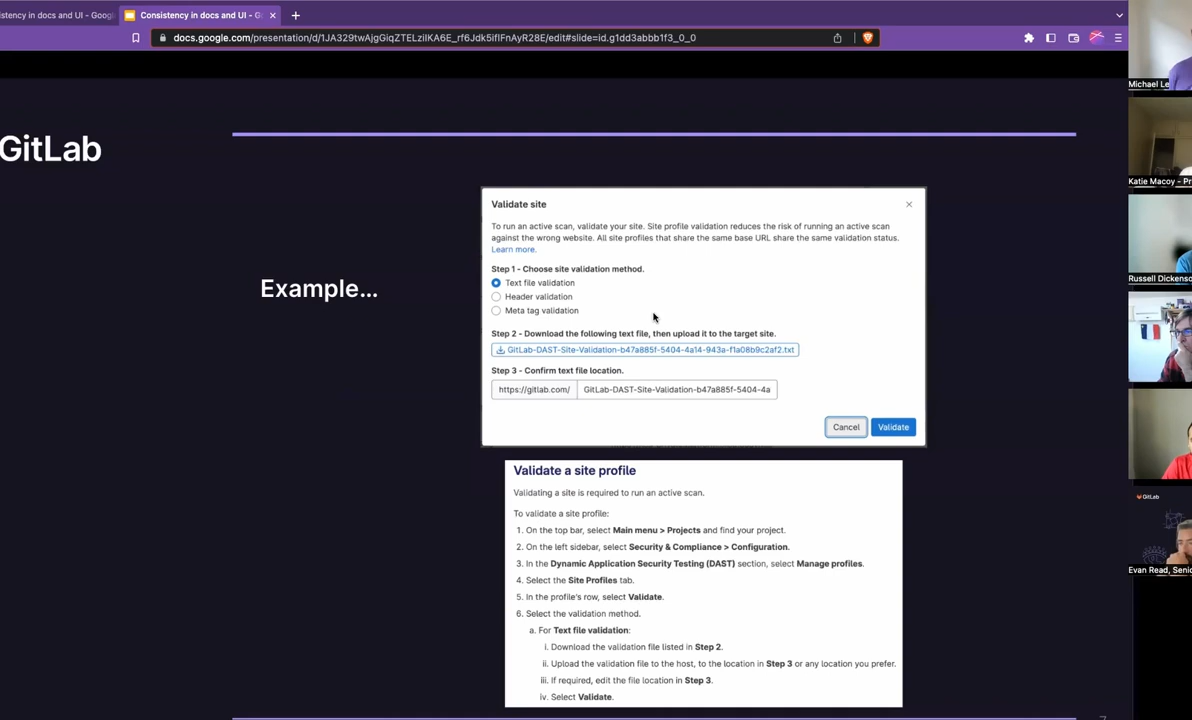 istency in docs and UI - Goog
Consistency in docs and UI - G
docs.google.com/presentation/d/1JA329twAjgGiqZTELziIKA6E_rf6Jdk5ifIFnAyR28E/edit#slide=id.g1dd3abbb1f3_0_0
GitLab
Example...
Validate site
To run an active scan, validate your site. Site profile validation reduces the risk of running an active scan
against the wrong website. All site profiles that share the same base URL share the same validation status.
Learn more.
Step 1 - Choose site validation method.
Text file validation
Header validation
Meta tag validation
Step 2 - Download the following text file, then upload it to the target site.
GitLab-DAST-Site-Validation-b47a885f-5404-4a14-943a-f1a08b9c2af2.txt
Step 3 - Confirm text file location.
https://gitlab.com/ GitLab-DAST-Site-Validation-b47a885f-5404-4a
Cancel Validate
Validate a site profile
Validating a site is required to run an active scan.
To validate a site profile:
1. On the top bar, select Main menu > Projects and find your project.
2. On the left sidebar, select Security & Compliance > Configuration.
3. In the Dynamic Application Security Testing (DAST) section, select Manage profiles.
4. Select the Site Profiles tab.
5. In the profile's row, select Validate.
6. Select the validation method.
a. For Text file validation:
i. Download the validation file listed in Step 2.
ii. Upload the validation file to the host, to the location in Step 3 or any location you prefer.
iii. If required, edit the file location in Step 3.
iv. Select Validate.
7
Michael Le
Katie Macoy - Pr
Russell Dickenso
GitLab
Evan Read, Senio